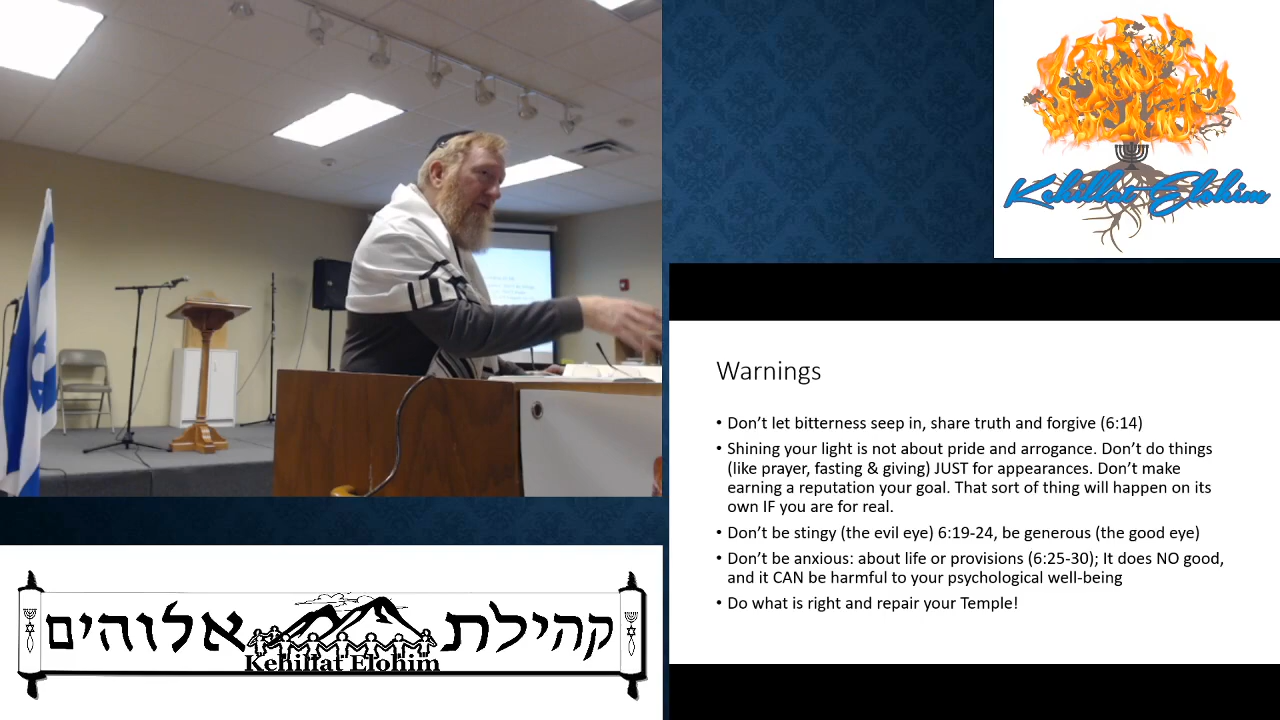 Kehillat Elohim
Warnings
• Don’t let bitterness seep in, share truth and forgive (6:14)
• Shining your light is not about pride and arrogance. Don’t do things
(like prayer, fasting & giving) JUST for appearances. Don’t make
earning a reputation your goal. That sort of thing will happen on its
own IF you are for real.
• Don’t be stingy (the evil eye) 6:19-24, be generous (the good eye)
• Don’t be anxious: about life or provisions (6:25-30); It does NO good,
and it CAN be harmful to your psychological well-being
• Do what is right and repair your Temple!
קהילת אלוהים
Kehillat Elohim